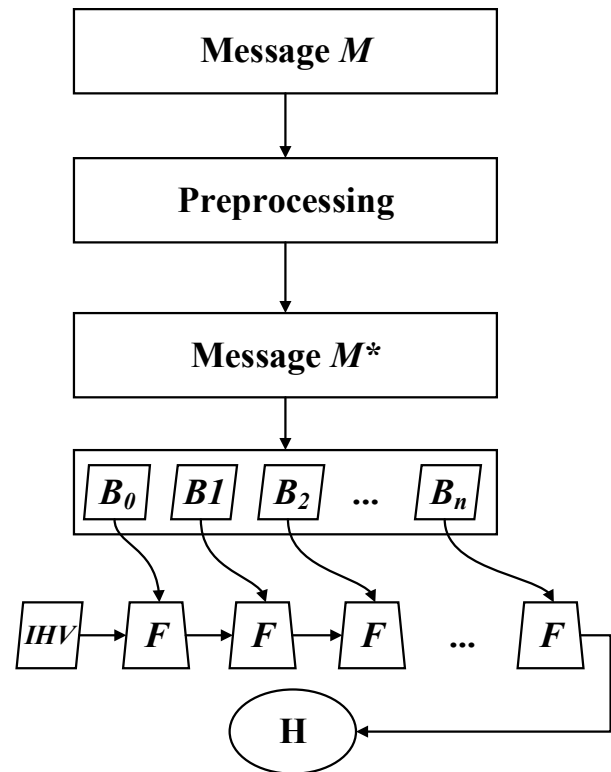 Message M
Preprocessing
Message M*
B₀ B1 B₂ ... Bₙ
IHV F F F ... F
H